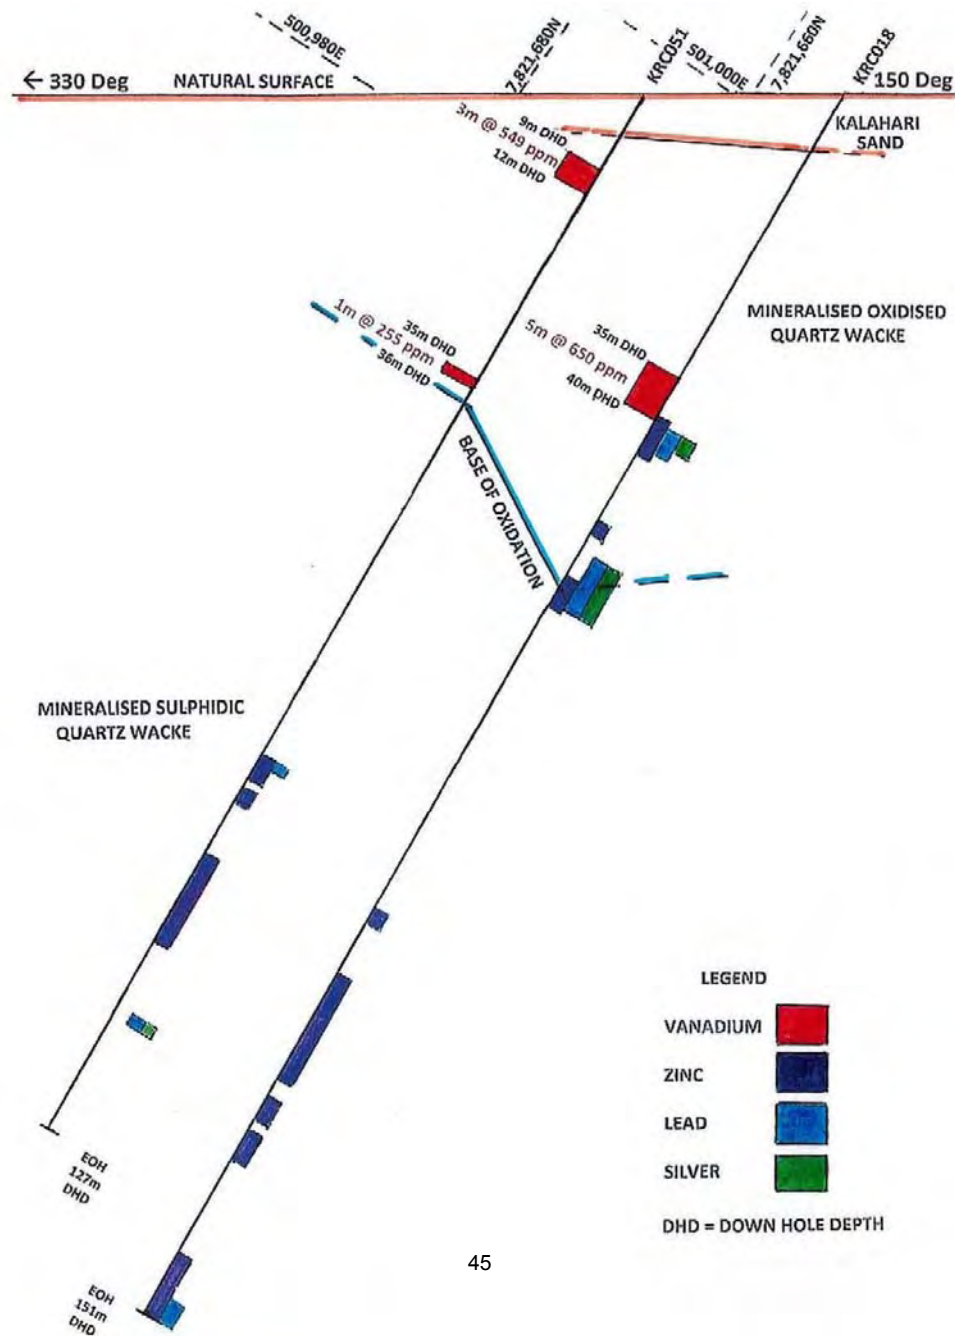 500,980E
7,821,680N
KRC051
501,000E
7,821,660N
KRC018
← 330 Deg
NATURAL SURFACE
150 Deg
KALAHARI
SAND
9m DHD
3m @ 549 ppm
12m DHD
MINERALISED OXIDISED
QUARTZ WACKE
35m DHD
1m @ 255 ppm
36m DHD
35m DHD
5m @ 650 ppm
40m DHD
BASE OF OXIDATION
MINERALISED SULPHIDIC
QUARTZ WACKE
LEGEND
VANADIUM
ZINC
LEAD
SILVER
DHD = DOWN HOLE DEPTH
EOH
127m
DHD
EOH
151m
DHD
45